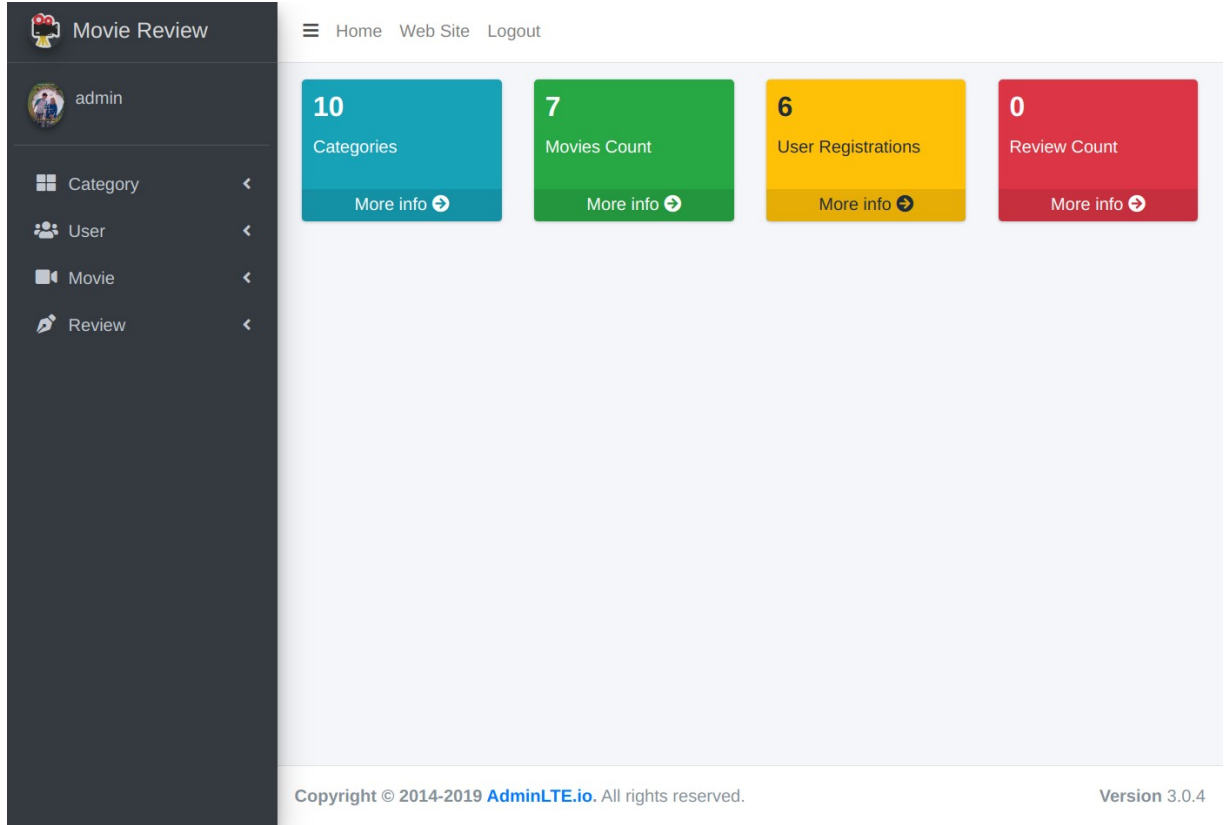 Movie Review
Home Web Site Logout
admin
Category
User
Movie
Review
10
Categories
More info
7
Movies Count
More info
6
User Registrations
More info
0
Review Count
More info
Copyright © 2014-2019 AdminLTE.io. All rights reserved.
Version 3.0.4